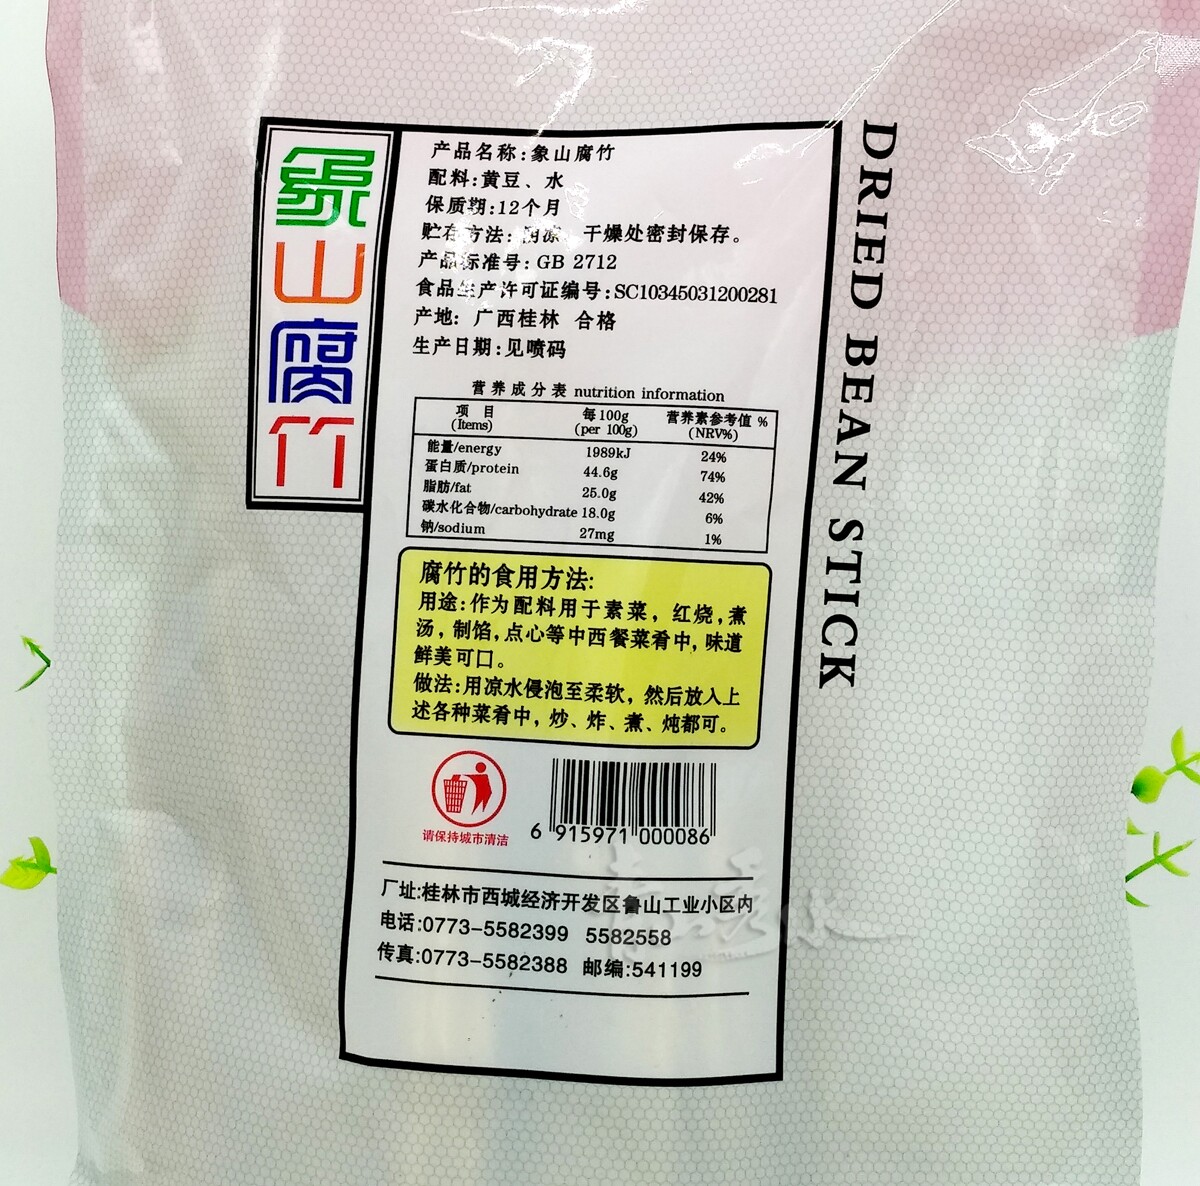 象山腐竹
产品名称:象山腐竹
配料:黄豆、水
保质期:12个月
贮存方法:阴凉、干燥处密封保存。
产品标准号:GB 2712
食品生产许可证编号:SC10345031200281
产地: 广西桂林 合格
生产日期:见喷码
营养成分表 nutrition information
项 目 每100g 营养素参考值 %
(Items) (per 100g) (NRV%)
能量/energy 1989kJ 24%
蛋白质/protein 44.6g 74%
脂肪/fat 25.0g 42%
碳水化合物/carbohydrate 18.0g 6%
钠/sodium 27mg 1%
腐竹的食用方法:
用途:作为配料用于素菜，红烧,煮
汤，制馅,点心等中西餐菜肴中,味道
鲜美可口。
做法:用凉水侵泡至柔软，然后放入上
述各种菜肴中，炒、炸、煮、炖都可。
请保持城市清洁
6 915971 000086
厂址:桂林市西城经济开发区鲁山工业小区内
电话:0773-5582399 5582558
传真:0773-5582388 邮编:541199
DRIED BEAN STICK